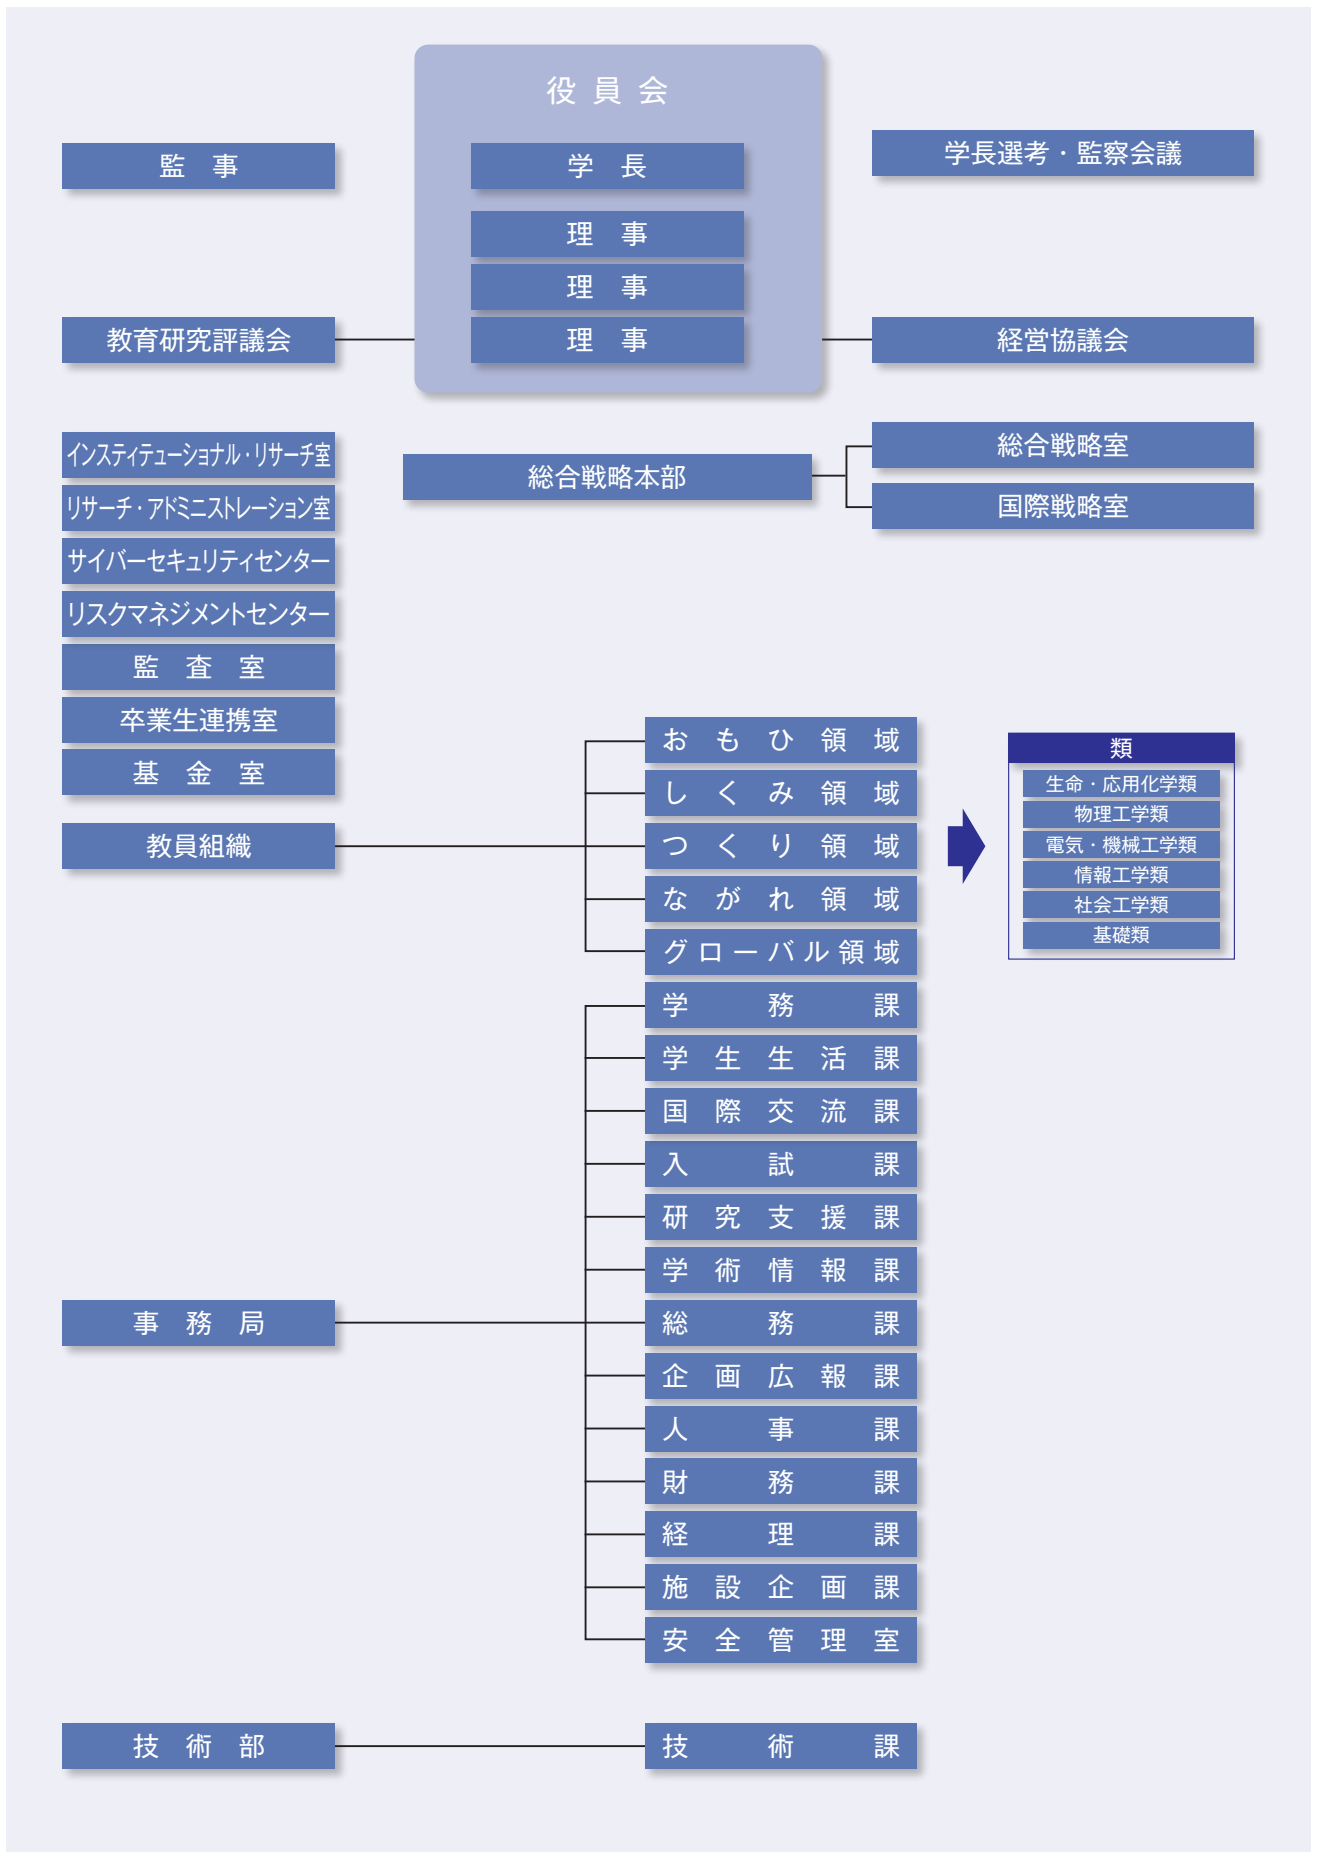 役員会
監事
学長
学長選考・監察会議
理事
理事
理事
教育研究評議会
経営協議会
インスティテューショナル・リサーチ室
リサーチ・アドミニストレーション室
サイバーセキュリティセンター
リスクマネジメントセンター
監査室
卒業生連携室
基金室
総合戦略本部
総合戦略室
国際戦略室
教員組織
おもひ領域
しくみ領域
つくり領域
ながれ領域
グローバル領域
類
生命・応用化学類
物理工学類
電気・機械工学類
情報工学類
社会工学類
基礎類
事務局
学務課
学生生活課
国際交流課
入試課
研究支援課
学術情報課
総務課
企画広報課
人事課
財務課
経理課
施設企画課
安全管理室
技術部
技術課